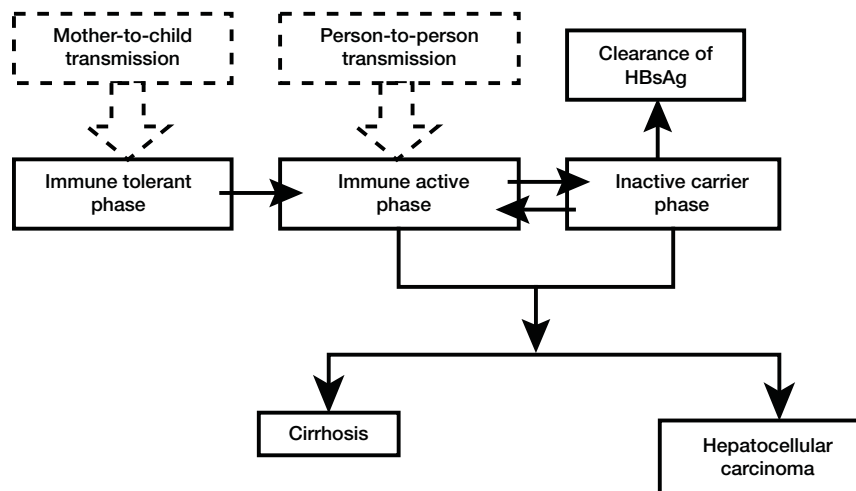 Mother-to-child
transmission
Person-to-person
transmission
Clearance of
HBsAg
Immune tolerant
phase
Immune active
phase
Inactive carrier
phase
Cirrhosis
Hepatocellular
carcinoma